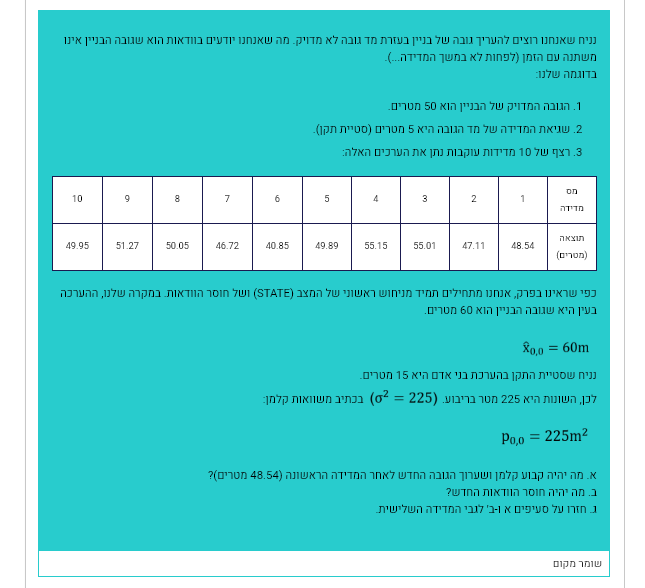 נניח שאנחנו רוצים להעריך גובה של בניין בעזרת מד גובה לא מדויק. מה שאנחנו יודעים בוודאות הוא שגובה הבניין אינו
משתנה עם הזמן (לפחות לא במשך המדידה...).
בדוגמה שלנו:
1. הגובה המדויק של הבניין הוא 50 מטרים.
2. שגיאת המדידה של מד הגובה היא 5 מטרים (סטיית תקן).
3. רצף של 10 מדידות עוקבות נתן את הערכים האלה:
מס מדידה 1 2 3 4 5 6 7 8 9 10
תוצאה (מטרים) 48.54 47.11 55.01 55.15 49.89 40.85 46.72 50.05 51.27 49.95
כפי שראינו בפרק, אנחנו מתחילים תמיד מניחוש ראשוני של המצב (STATE) ושל חוסר הוודאות. במקרה שלנו, ההערכה
בעין היא שגובה הבניין הוא 60 מטרים.
x̂₀,₀ = 60m
נניח שסטיית התקן בהערכת בני אדם היא 15 מטרים.
לכן, השונות היא 225 מטר בריבוע. (σ² = 225) בכתיב משוואות קלמן:
p₀,₀ = 225m²
א. מה יהיה קבוע קלמן ושערוך הגובה החדש לאחר המדידה הראשונה (48.54 מטרים)?
ב. מה יהיה חוסר הוודאות החדש?
ג. חזרו על סעיפים א ו-ב' לגבי המדידה השלישית.
שומר מקום